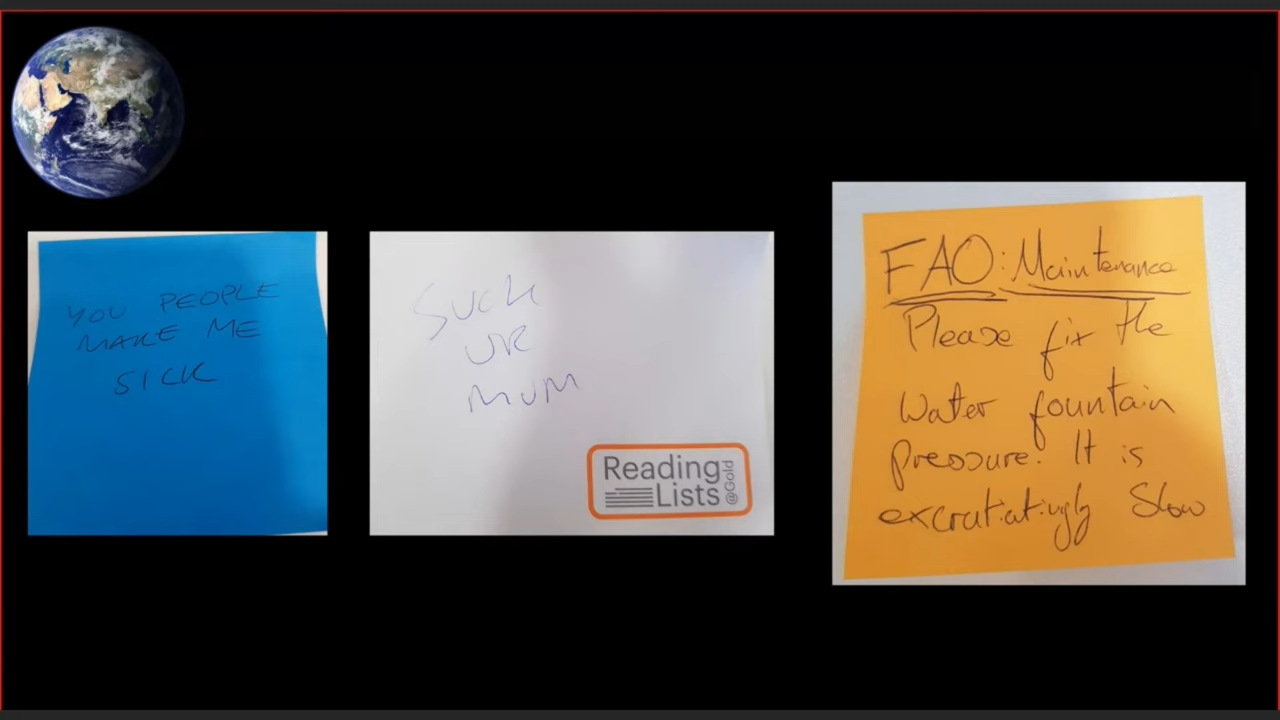 YOU PEOPLE
MAKE ME
SICK
SUCK
UR
MUM
Reading
Lists
@Gold
FAO: Maintenance
Please fix the
Water fountain
pressure. It is
excrutiatingly Slow